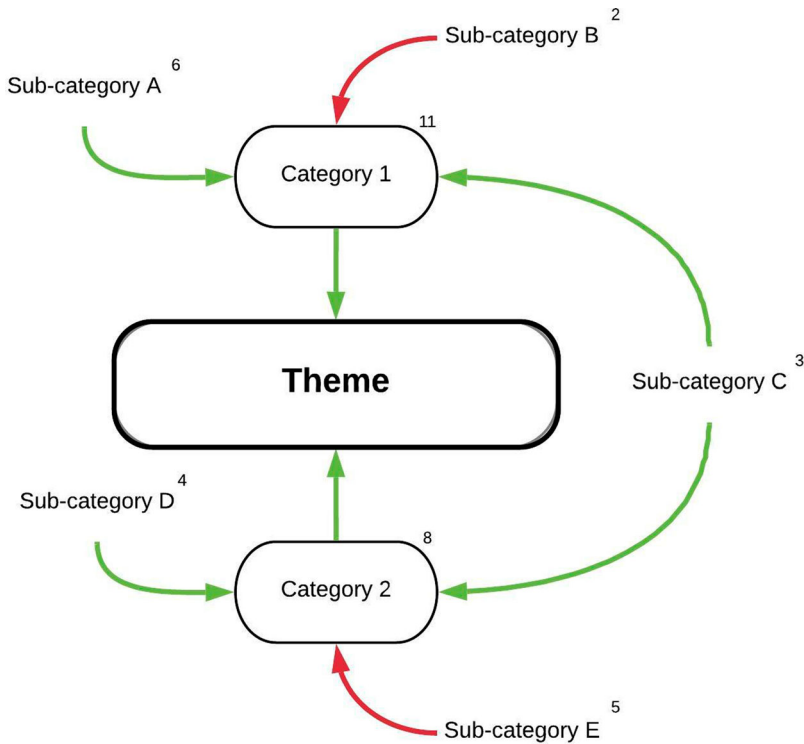 Sub-category B 2
Sub-category A 6
11
Category 1
Theme
Sub-category C 3
Sub-category D 4
8
Category 2
Sub-category E 5